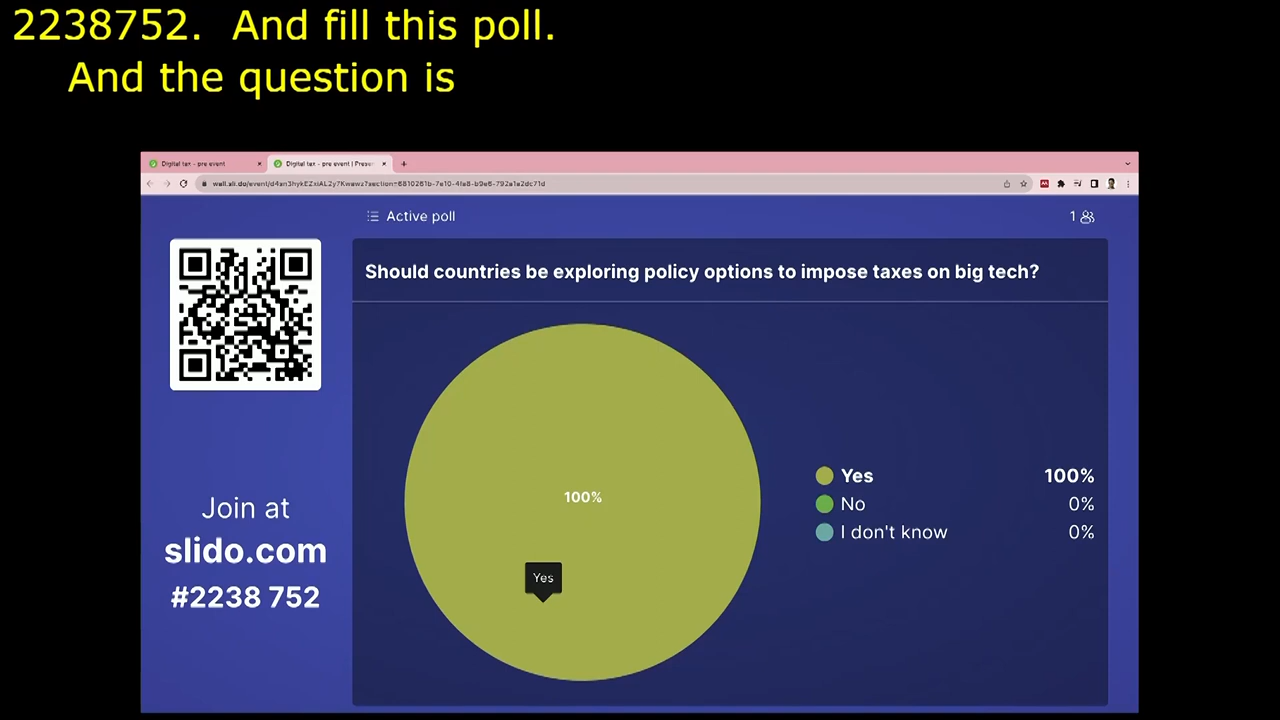 2238752. And fill this poll.
And the question is
Digital tax - pre event
Digital tax - pre event | Prese
Active poll
1
Should countries be exploring policy options to impose taxes on big tech?
100%
Yes
Yes 100%
No 0%
I don't know 0%
Join at
slido.com
#2238 752